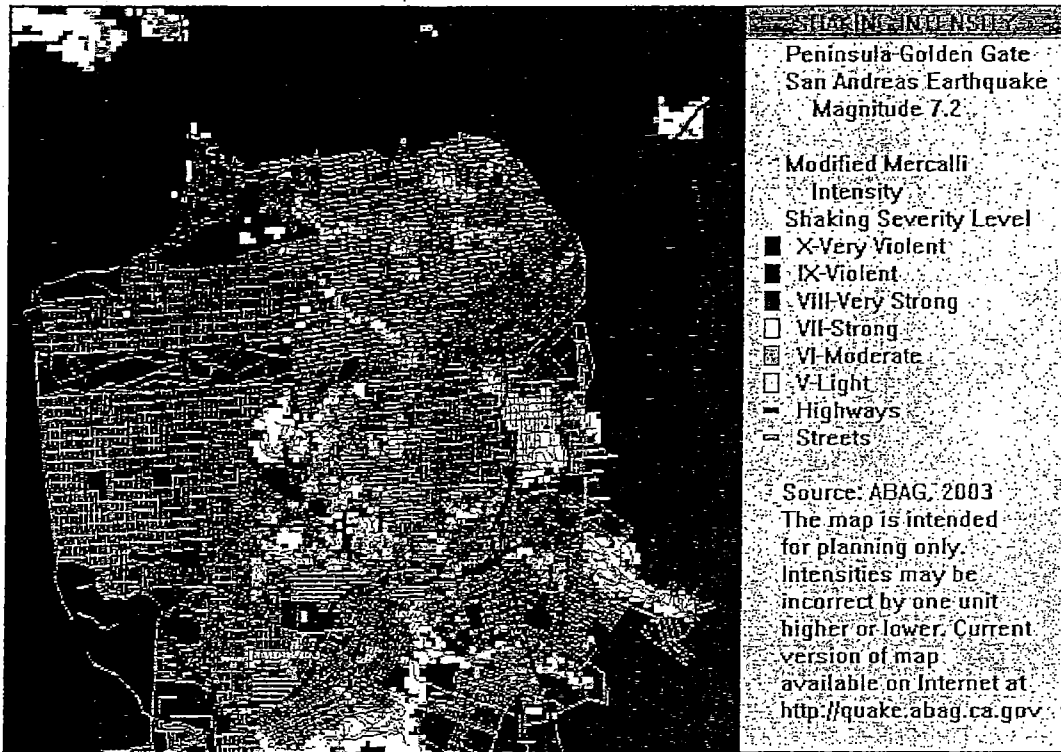 SHAKING INTENSITY
Peninsula-Golden Gate
San Andreas Earthquake
Magnitude 7.2
Modified Mercalli
Intensity
Shaking Severity Level
X-Very Violent
IX-Violent
VIII-Very Strong
VII-Strong
VI-Moderate
V-Light
Highways
Streets
Source: ABAG, 2003
The map is intended
for planning only.
Intensities may be
incorrect by one unit
higher or lower. Current
version of map
available on Internet at
http://quake.abag.ca.gov